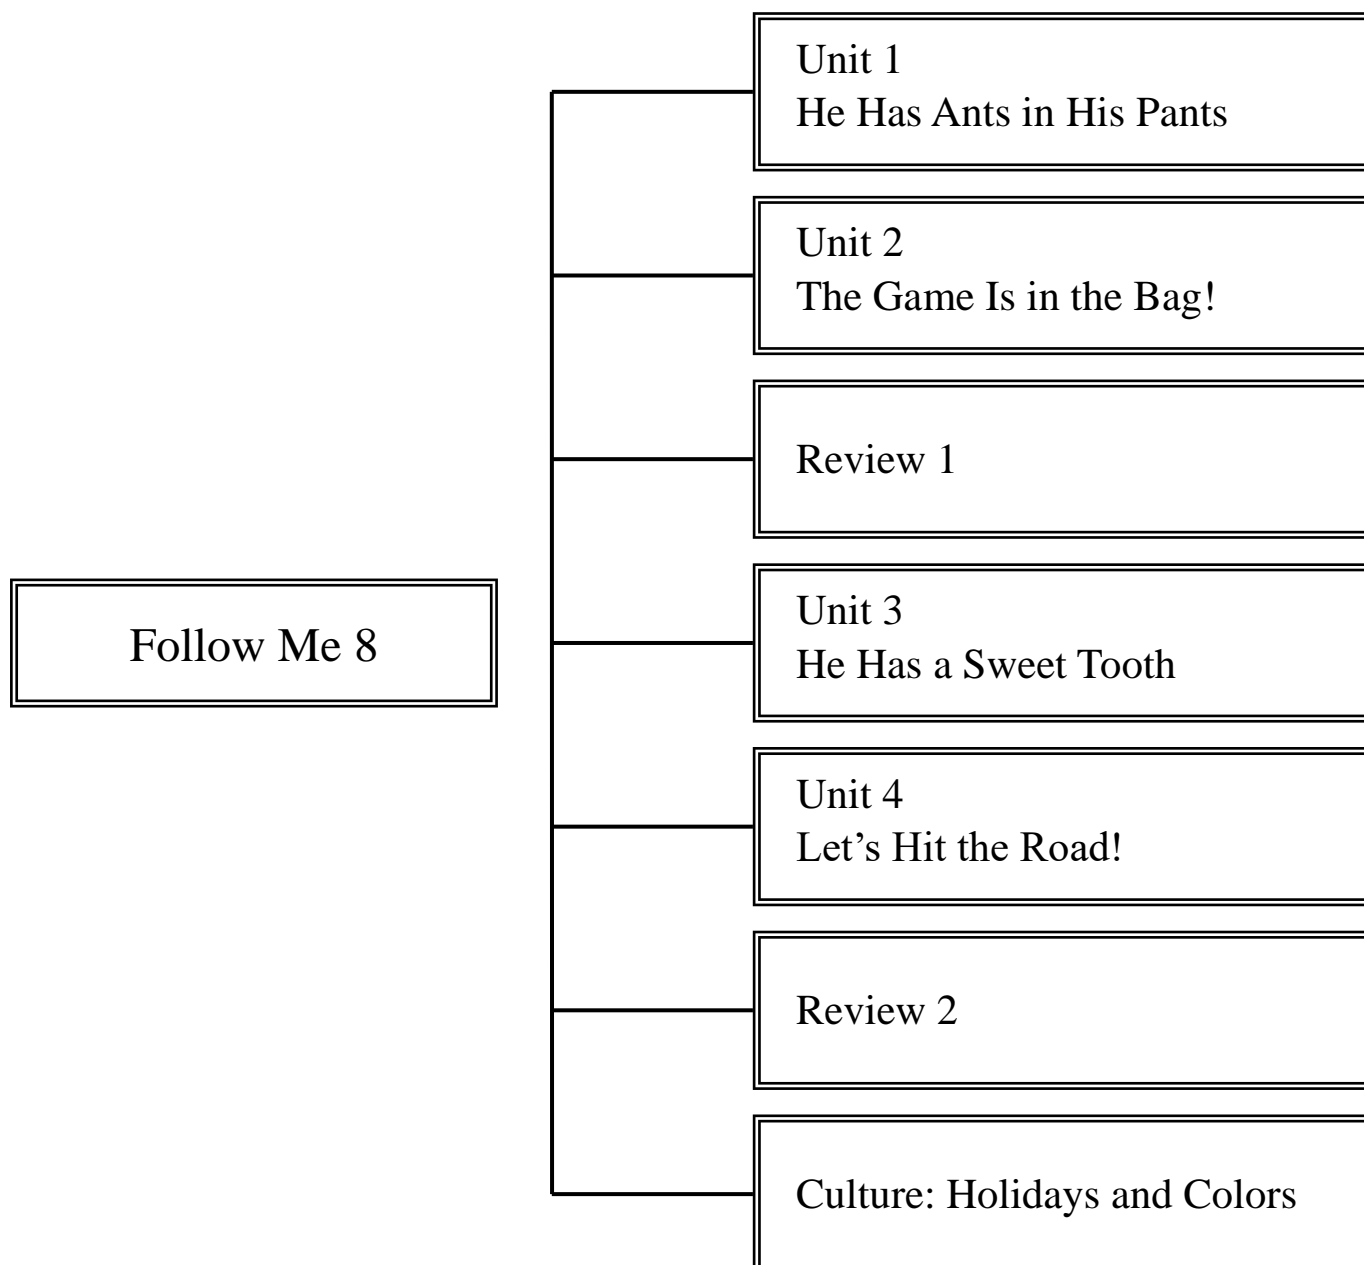 Unit 1
He Has Ants in His Pants
Unit 2
The Game Is in the Bag!
Review 1
Follow Me 8
Unit 3
He Has a Sweet Tooth
Unit 4
Let’s Hit the Road!
Review 2
Culture: Holidays and Colors